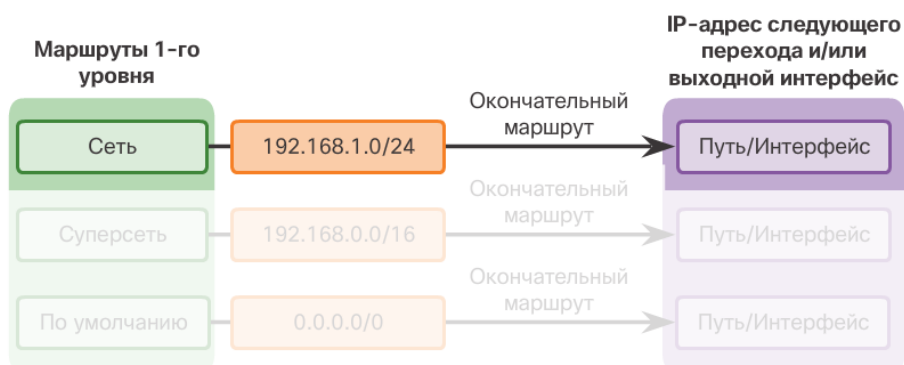 Маршруты 1-го
уровня
IP-адрес следующего
перехода и/или
выходной интерфейс
Сеть
192.168.1.0/24
Окончательный
маршрут
Путь/Интерфейс
Суперсеть
192.168.0.0/16
Окончательный
маршрут
Путь/Интерфейс
По умолчанию
0.0.0.0/0
Окончательный
маршрут
Путь/Интерфейс